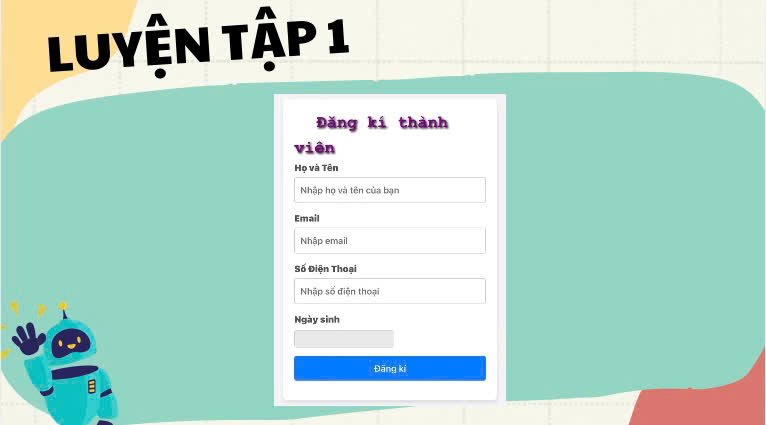 LUYỆN TẬP 1
Đăng kí thành
viên
Họ và Tên
Nhập họ và tên của bạn
Email
Nhập email
Số Điện Thoại
Nhập số điện thoại
Ngày sinh
Đăng kí